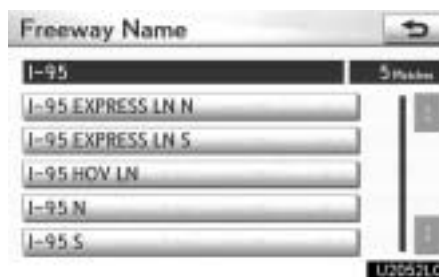 Freeway Name
I-95
5 Matches
I-95 EXPRESS LN N
I-95 EXPRESS LN S
I-95 HOV LN
I-95 N
I-95 S
U2052LC